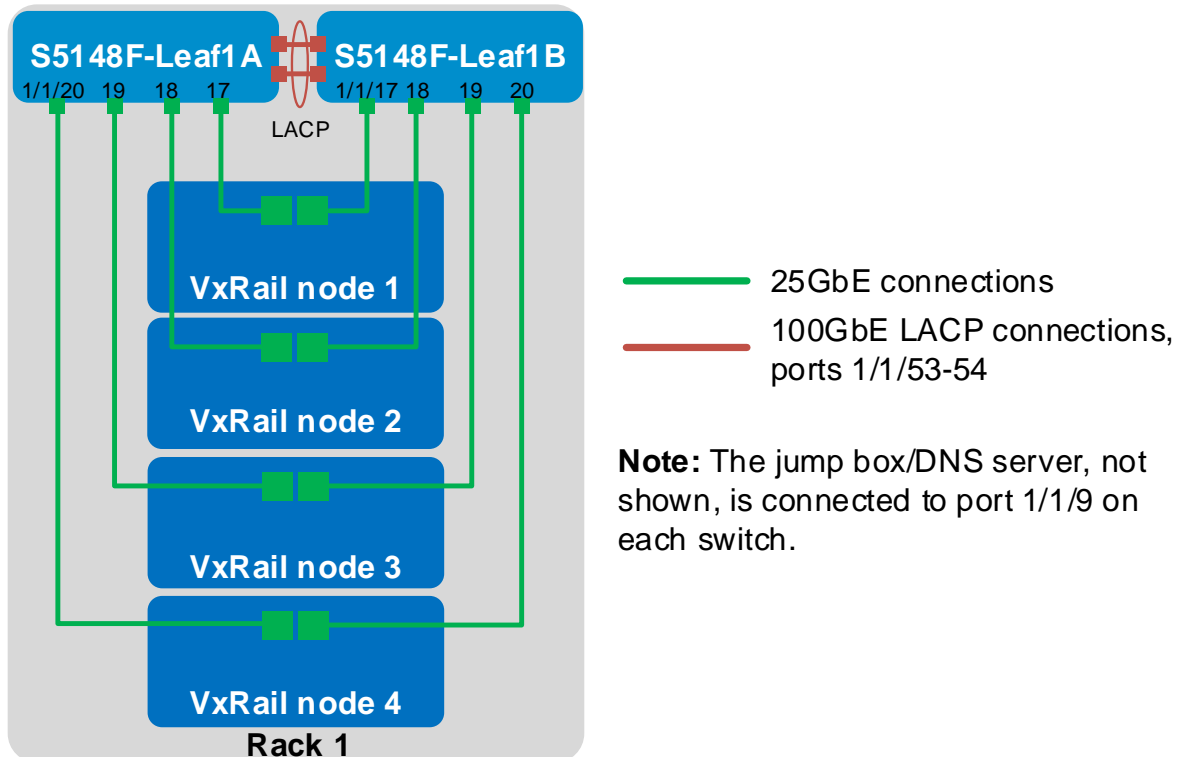 S5148F-Leaf1A
S5148F-Leaf1B
1/1/20 19 18 17
1/1/17 18 19 20
LACP
VxRail node 1
VxRail node 2
VxRail node 3
VxRail node 4
Rack 1
25GbE connections
100GbE LACP connections,
ports 1/1/53-54
Note: The jump box/DNS server, not
shown, is connected to port 1/1/9 on
each switch.